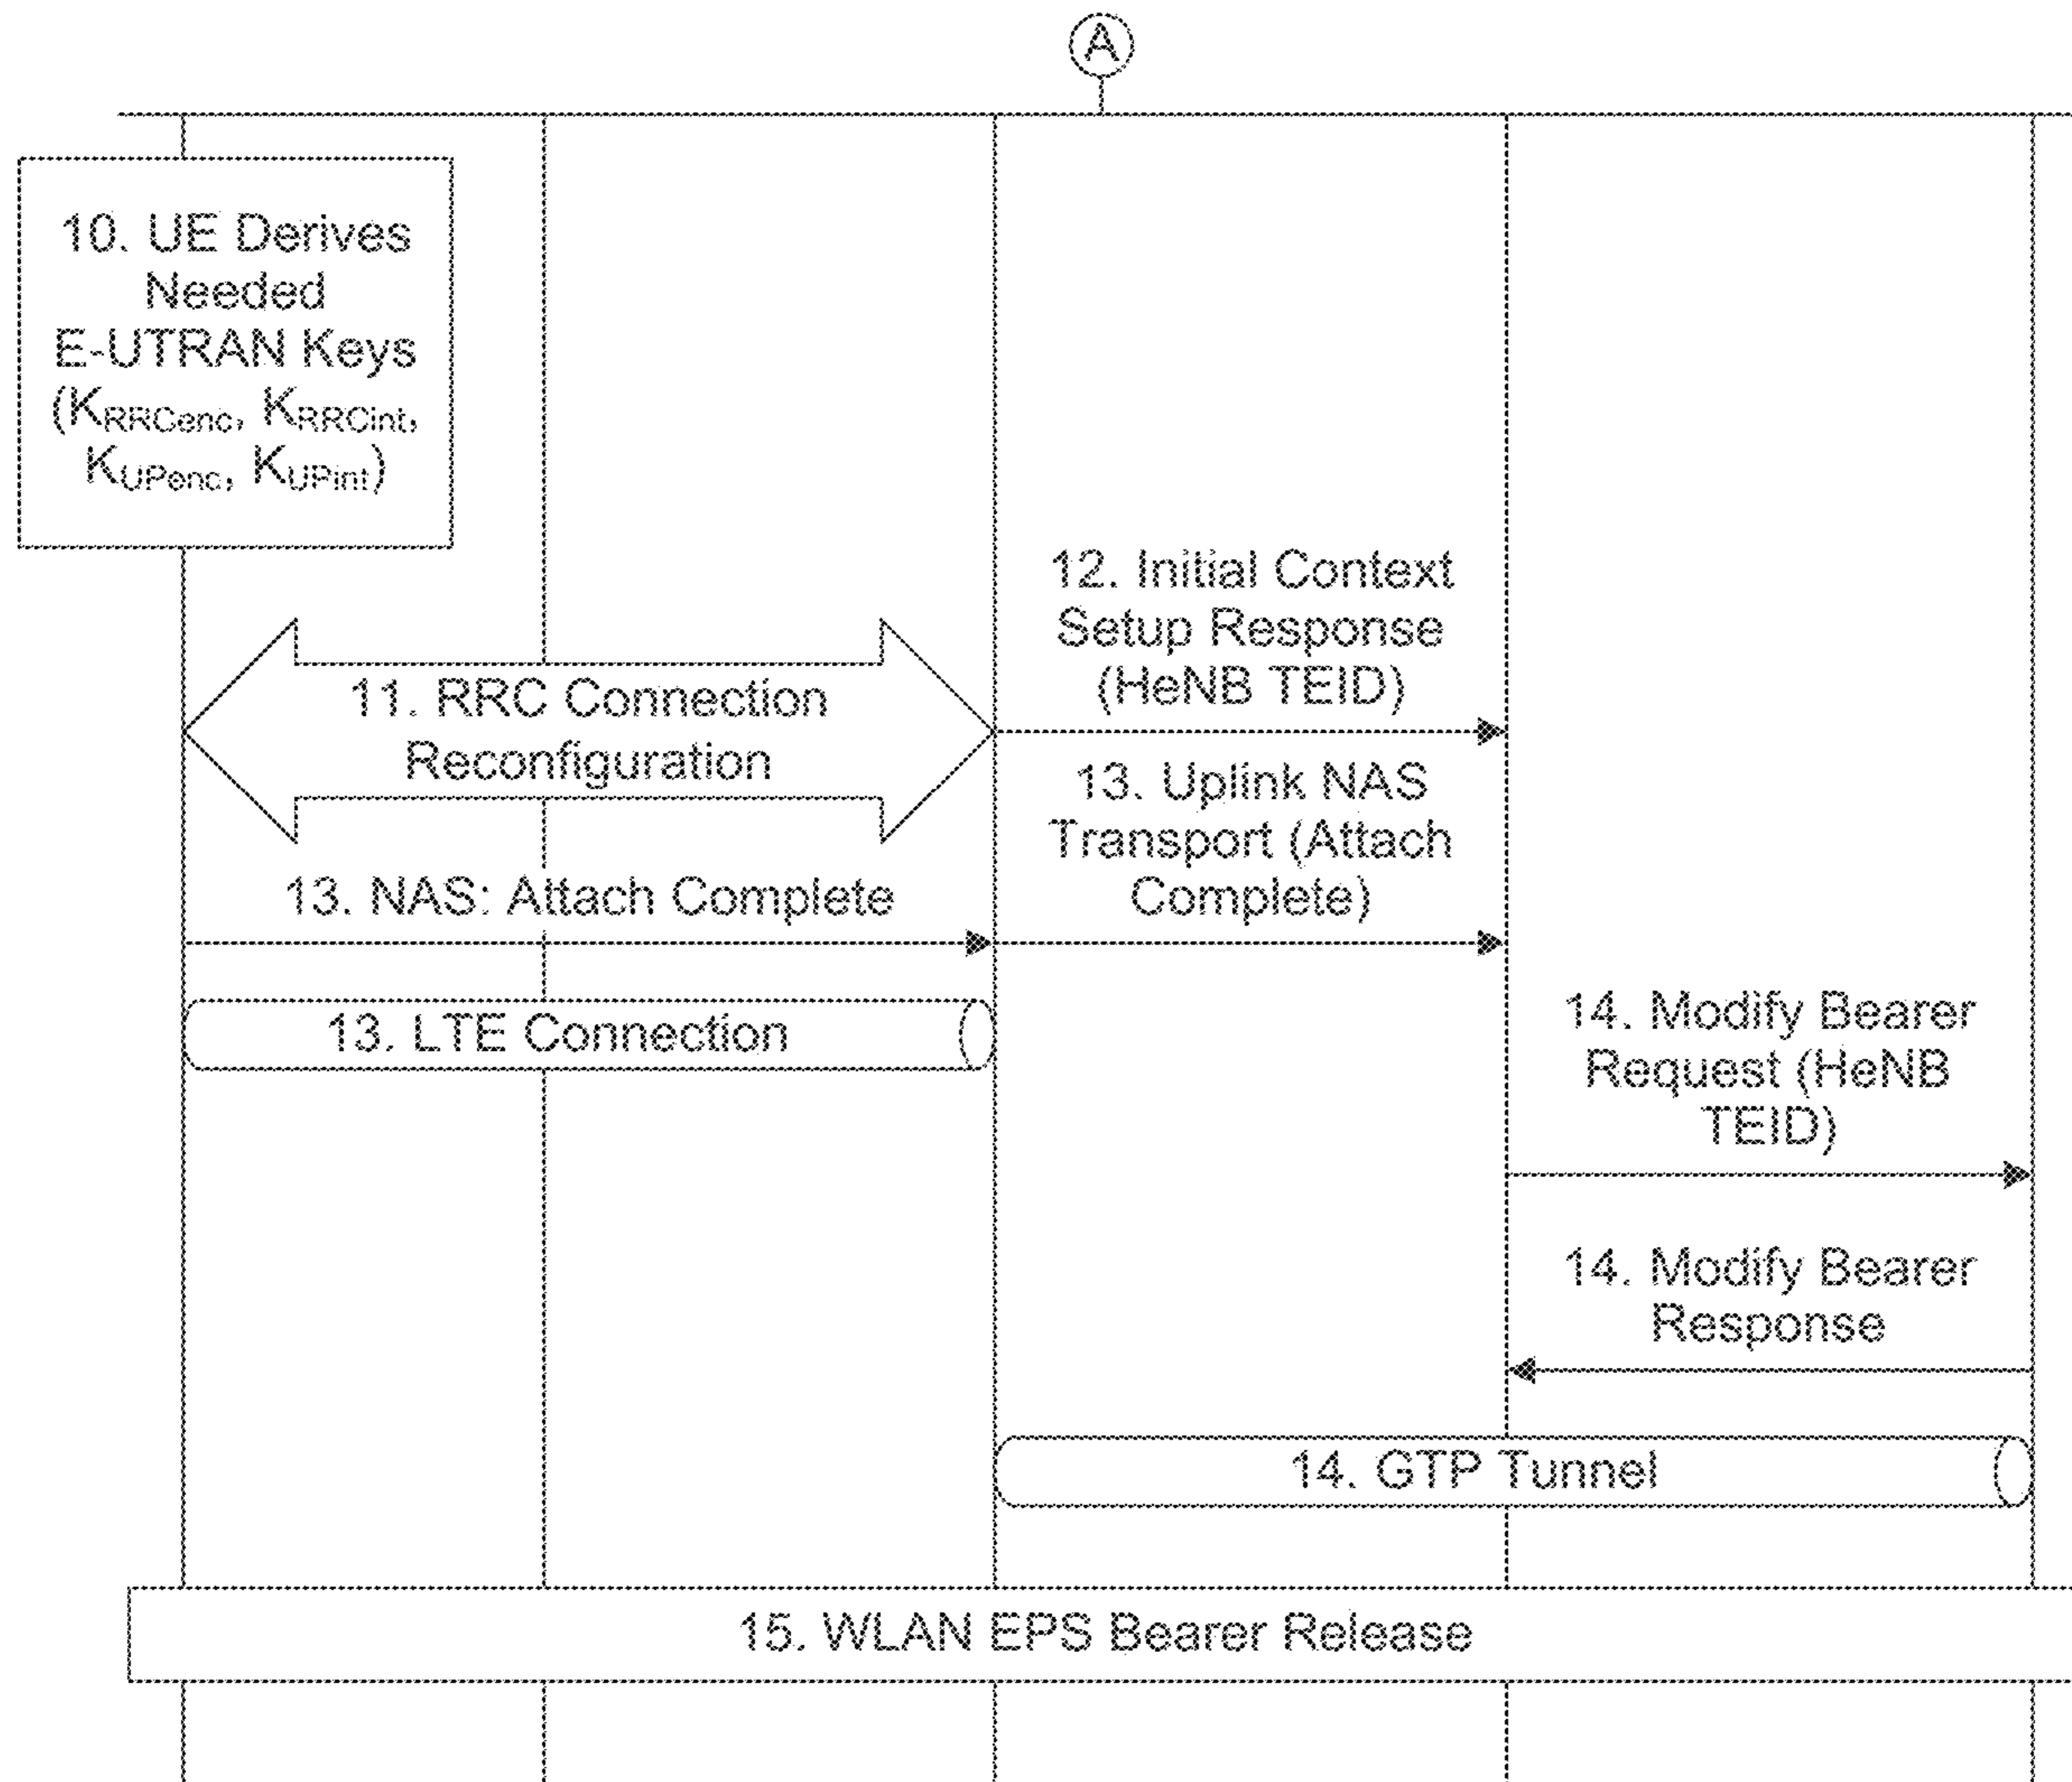 A
10. UE Derives
Needed
E-UTRAN Keys
(KRRCenc, KRRCint,
KUPenc, KUPint)
12. Initial Context
Setup Response
(HeNB TEID)
11. RRC Connection
Reconfiguration
13. Uplink NAS
Transport (Attach
Complete)
13. NAS: Attach Complete
13. LTE Connection
14. Modify Bearer
Request (HeNB
TEID)
14. Modify Bearer
Response
14. GTP Tunnel
15. WLAN EPS Bearer Release